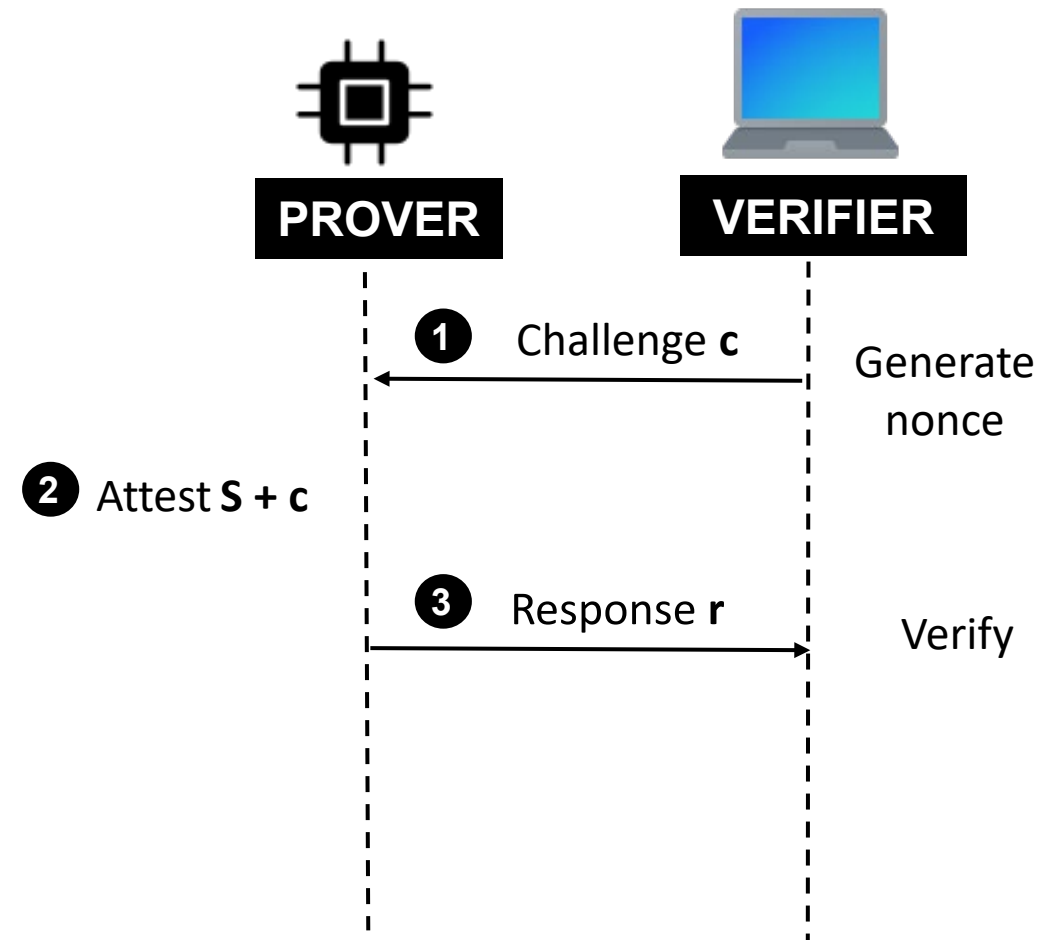 PROVER
VERIFIER
1 Challenge c
Generate
nonce
2 Attest S + c
3 Response r
Verify